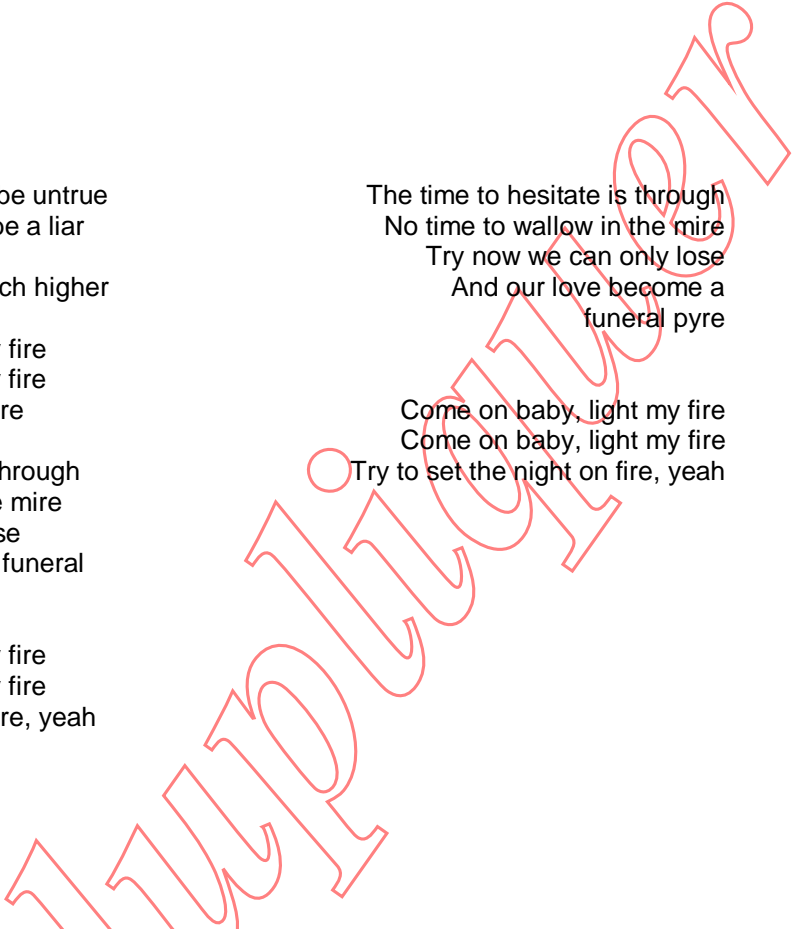 be untrue
be a liar
ch higher
fire
fire
re
hrough
mire
se
funeral
fire
fire
re, yeah
The time to hesitate is through
No time to wallow in the mire
Try now we can only lose
And our love become a
funeral pyre
Come on baby, light my fire
Come on baby, light my fire
Try to set the night on fire, yeah
upliquer